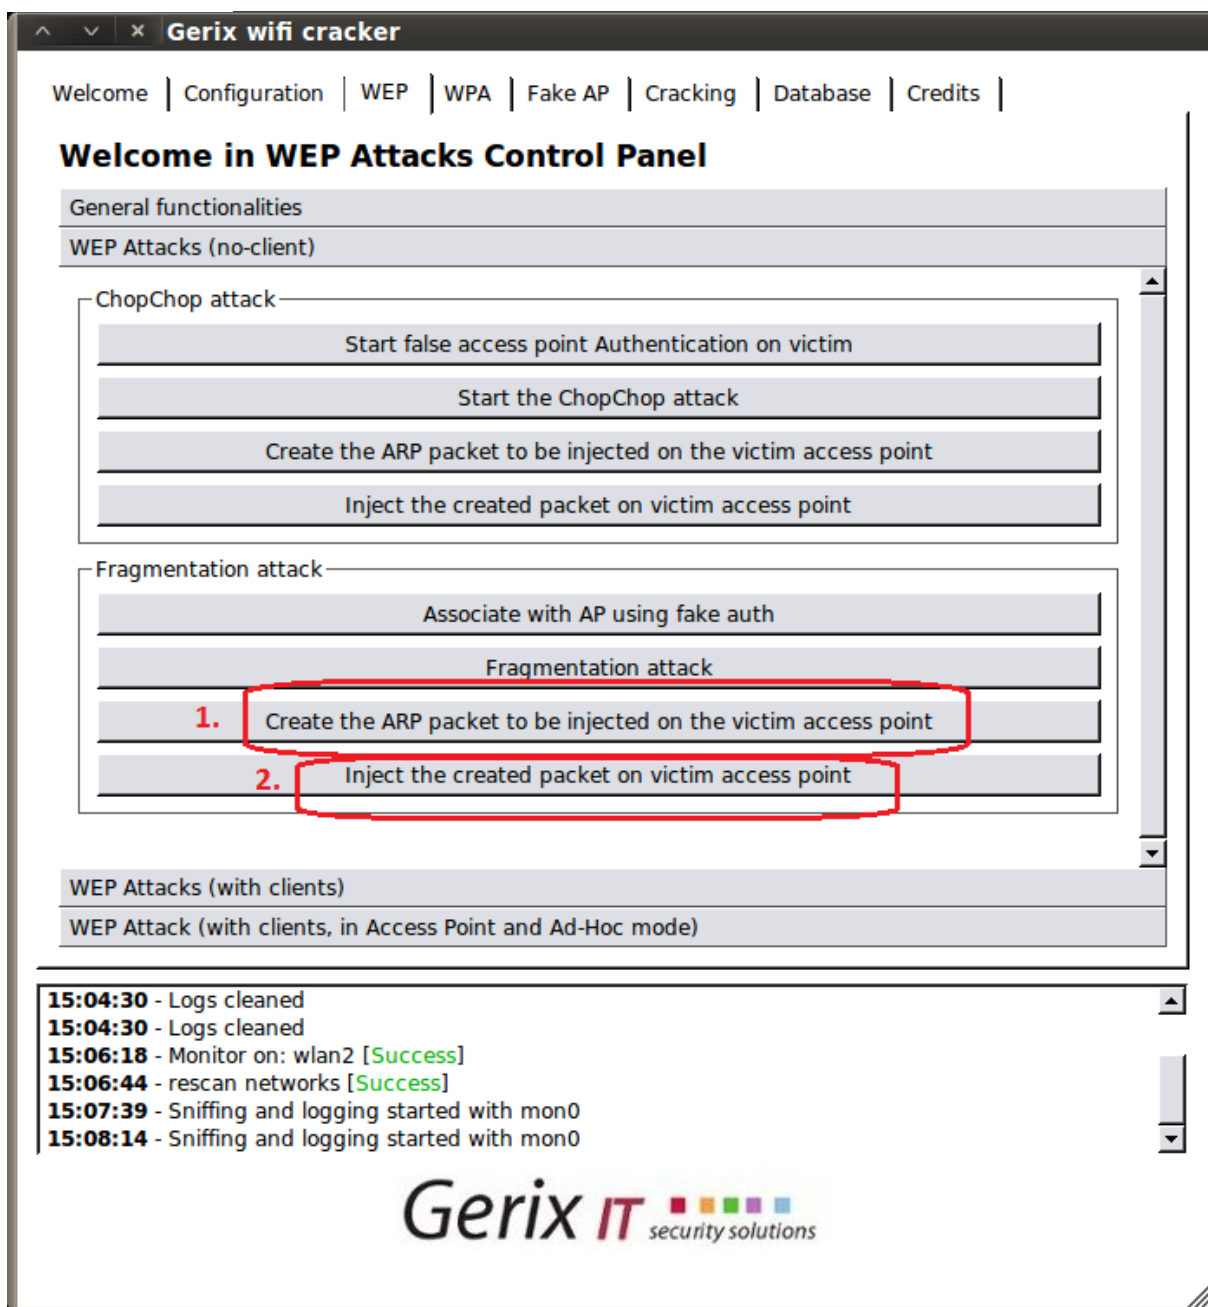 Gerix wifi cracker
Welcome Configuration WEP WPA Fake AP Cracking Database Credits
Welcome in WEP Attacks Control Panel
General functionalities
WEP Attacks (no-client)
ChopChop attack
Start false access point Authentication on victim
Start the ChopChop attack
Create the ARP packet to be injected on the victim access point
Inject the created packet on victim access point
Fragmentation attack
Associate with AP using fake auth
Fragmentation attack
1. Create the ARP packet to be injected on the victim access point
2. Inject the created packet on victim access point
WEP Attacks (with clients)
WEP Attack (with clients, in Access Point and Ad-Hoc mode)
15:04:30 - Logs cleaned
15:04:30 - Logs cleaned
15:06:18 - Monitor on: wlan2 [Success]
15:06:44 - rescan networks [Success]
15:07:39 - Sniffing and logging started with mon0
15:08:14 - Sniffing and logging started with mon0
Gerix IT security solutions